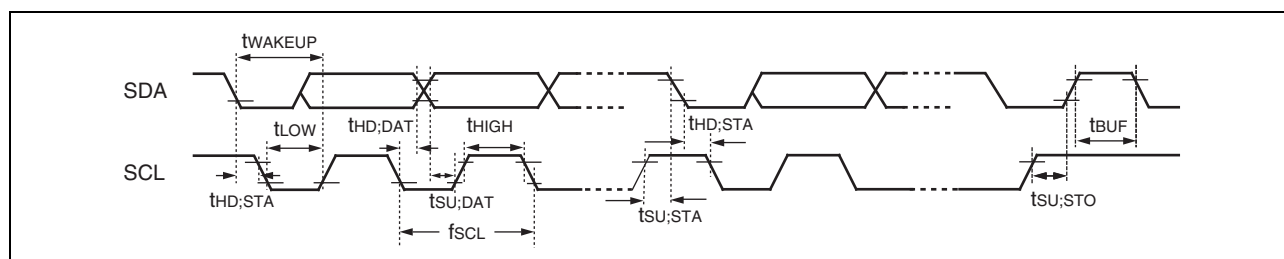 tWAKEUP
SDA
tLOW
tHD;DAT
tHIGH
tHD;STA
tBUF
SCL
tHD;STA
tSU;DAT
tSU;STA
tSU;STO
fSCL